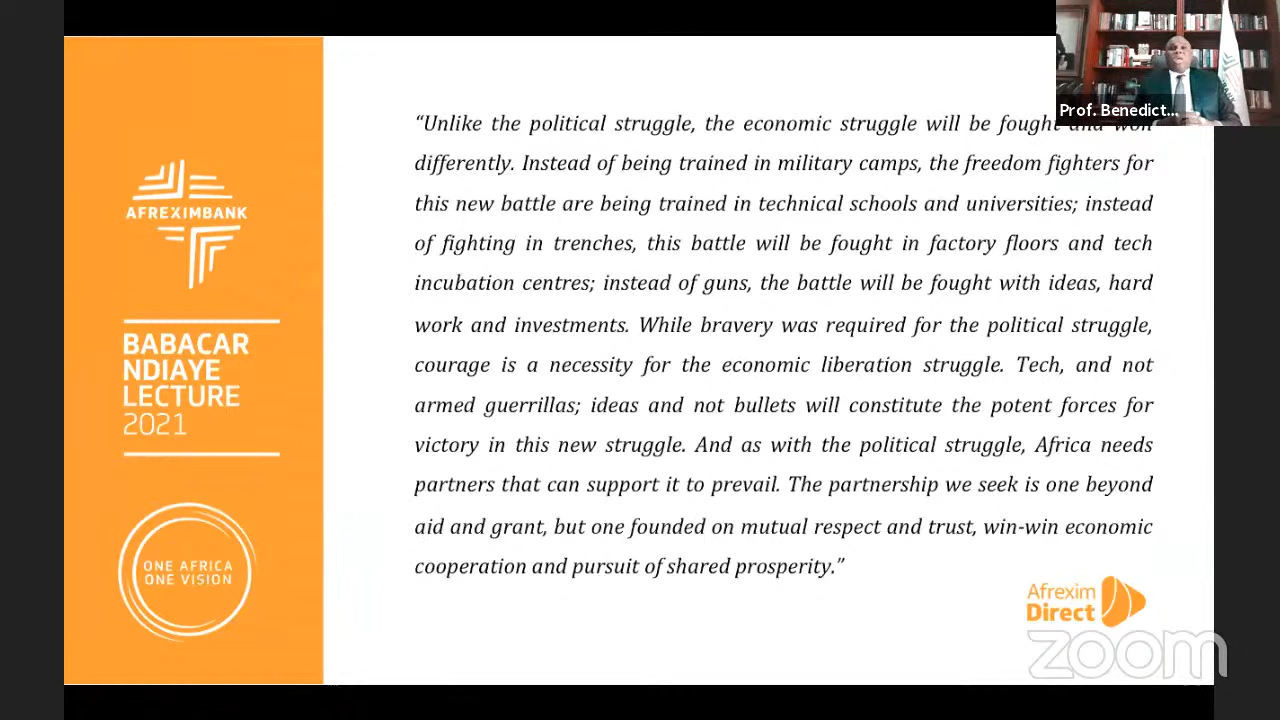 Prof. Benedict...
“Unlike the political struggle, the economic struggle will be fought and won
differently. Instead of being trained in military camps, the freedom fighters for
this new battle are being trained in technical schools and universities; instead
of fighting in trenches, this battle will be fought in factory floors and tech
incubation centres; instead of guns, the battle will be fought with ideas, hard
work and investments. While bravery was required for the political struggle,
courage is a necessity for the economic liberation struggle. Tech, and not
armed guerrillas; ideas and not bullets will constitute the potent forces for
victory in this new struggle. And as with the political struggle, Africa needs
partners that can support it to prevail. The partnership we seek is one beyond
aid and grant, but one founded on mutual respect and trust, win-win economic
cooperation and pursuit of shared prosperity.”
AFREXIMBANK
BABACAR
NDIAYE
LECTURE
2021
ONE AFRICA
ONE VISION
Afrexim
Direct
zoom